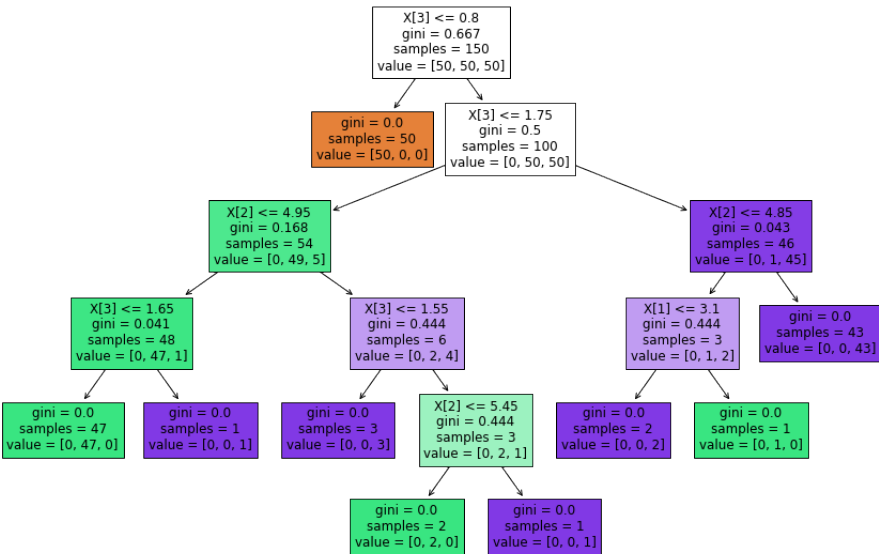 X[3] <= 0.8
gini = 0.667
samples = 150
value = [50, 50, 50]
gini = 0.0
samples = 50
value = [50, 0, 0]
X[3] <= 1.75
gini = 0.5
samples = 100
value = [0, 50, 50]
X[2] <= 4.95
gini = 0.168
samples = 54
value = [0, 49, 5]
X[2] <= 4.85
gini = 0.043
samples = 46
value = [0, 1, 45]
X[3] <= 1.65
gini = 0.041
samples = 48
value = [0, 47, 1]
X[3] <= 1.55
gini = 0.444
samples = 6
value = [0, 2, 4]
X[1] <= 3.1
gini = 0.444
samples = 3
value = [0, 1, 2]
gini = 0.0
samples = 43
value = [0, 0, 43]
gini = 0.0
samples = 47
value = [0, 47, 0]
gini = 0.0
samples = 1
value = [0, 0, 1]
gini = 0.0
samples = 3
value = [0, 0, 3]
X[2] <= 5.45
gini = 0.444
samples = 3
value = [0, 2, 1]
gini = 0.0
samples = 2
value = [0, 0, 2]
gini = 0.0
samples = 1
value = [0, 1, 0]
gini = 0.0
samples = 2
value = [0, 2, 0]
gini = 0.0
samples = 1
value = [0, 0, 1]